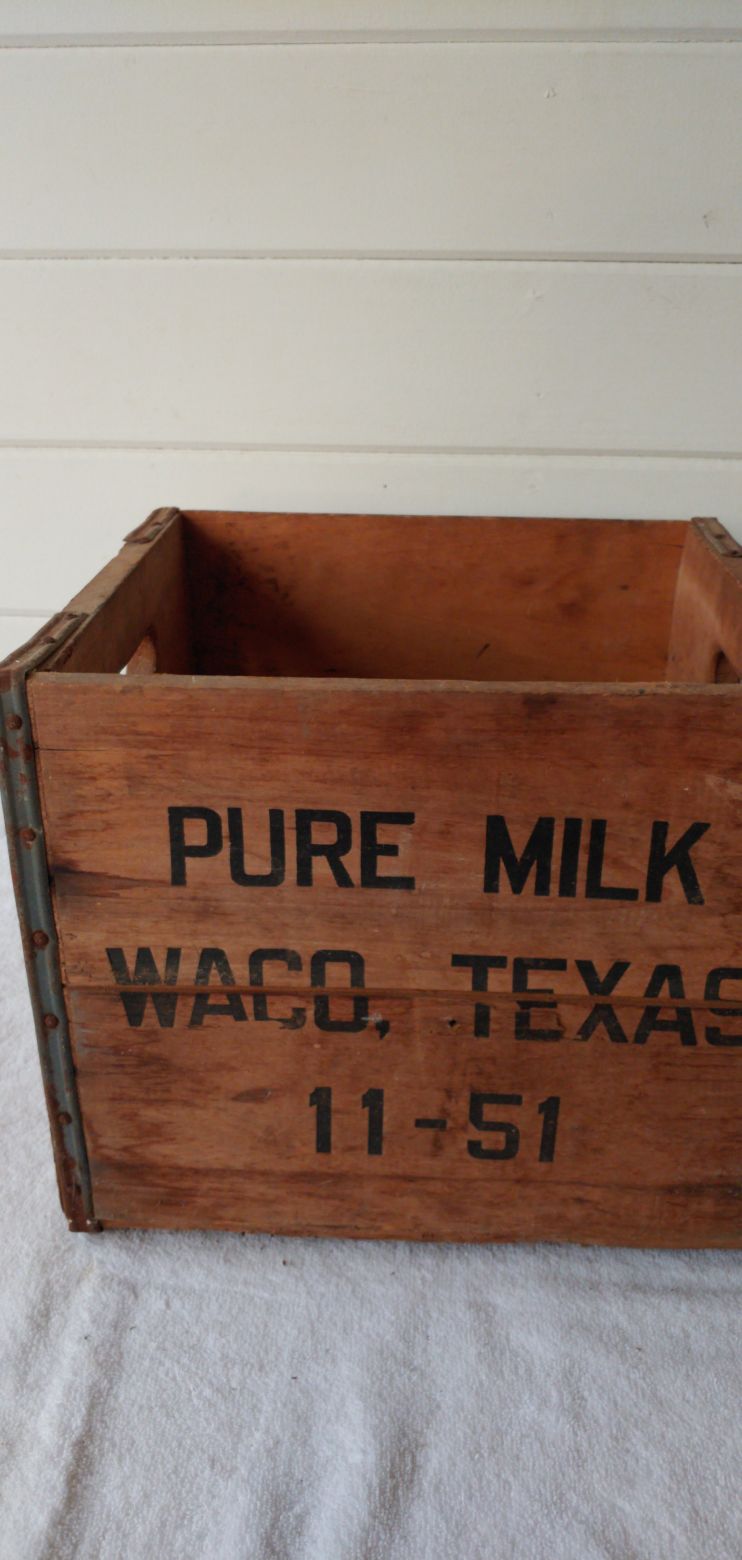 PURE MILK
WACO, TEXAS
11-51